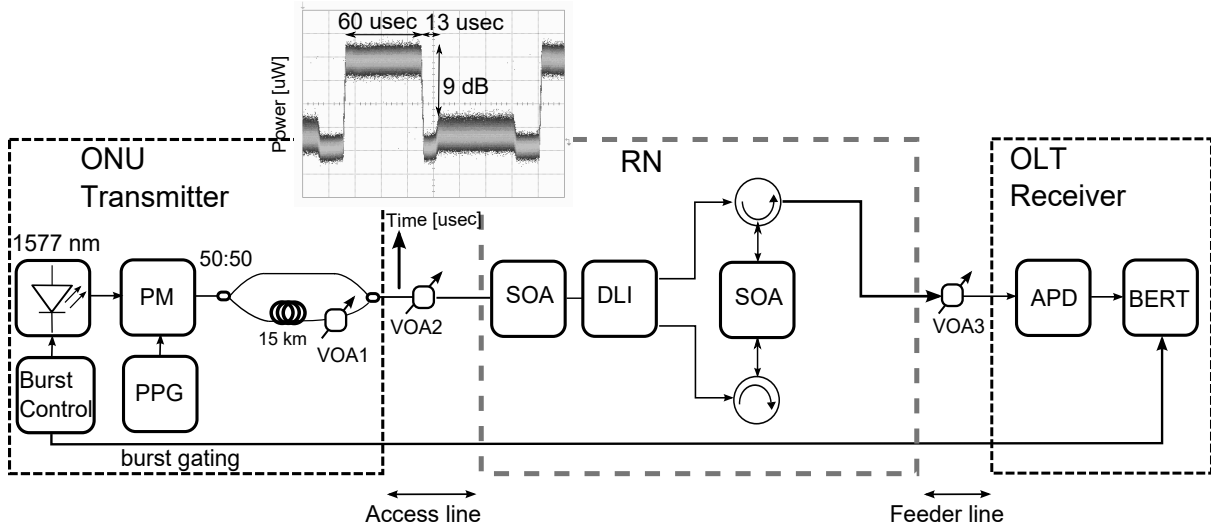 60 usec
13 usec
9 dB
Power [uW]
Time [usec]
ONU
Transmitter
RN
OLT
Receiver
1577 nm
50:50
PM
15 km
VOA1
VOA2
SOA
DLI
SOA
VOA3
APD
BERT
Burst
Control
PPG
burst gating
Access line
Feeder line